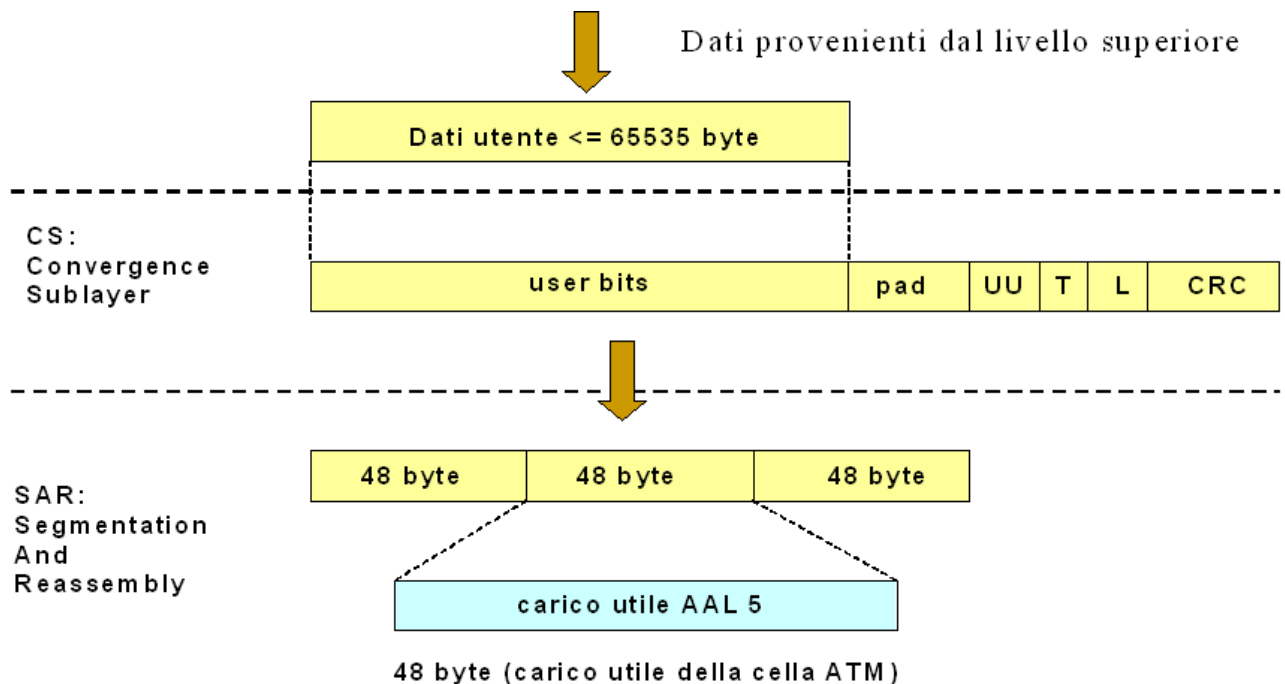 Dati provenienti dal livello superiore
Dati utente <= 65535 byte
CS:
Convergence
Sublayer
user bits
pad
UU
T
L
CRC
SAR:
Segmentation
And
Reassembly
48 byte
48 byte
48 byte
carico utile AAL 5
48 byte (carico utile della cella ATM)